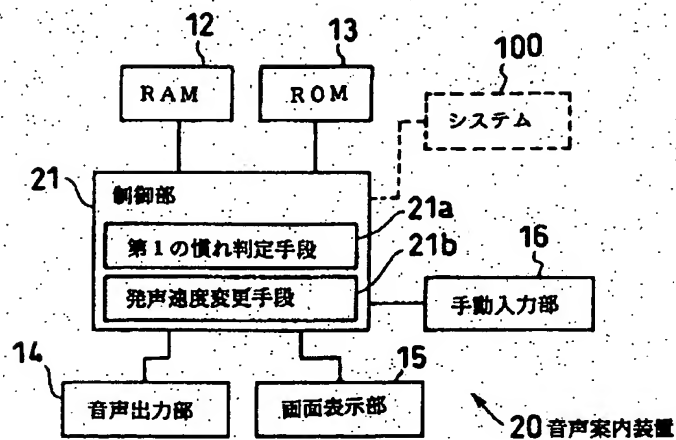 12
13
100
RAM
ROM
システム
21
制御部
21a
第1の慣れ判定手段
21b
発声速度変更手段
16
手動入力部
14
15
音声出力部
画面表示部
20 音声案内装置